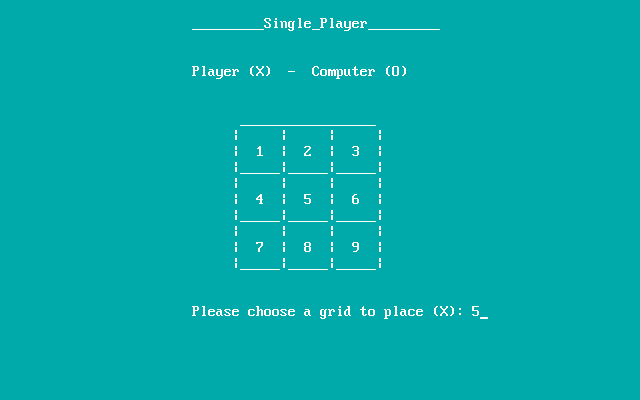 _________Single_Player_________
Player (X)  -  Computer (O)
1 2 3
4 5 6
7 8 9
Please choose a grid to place (X): 5_